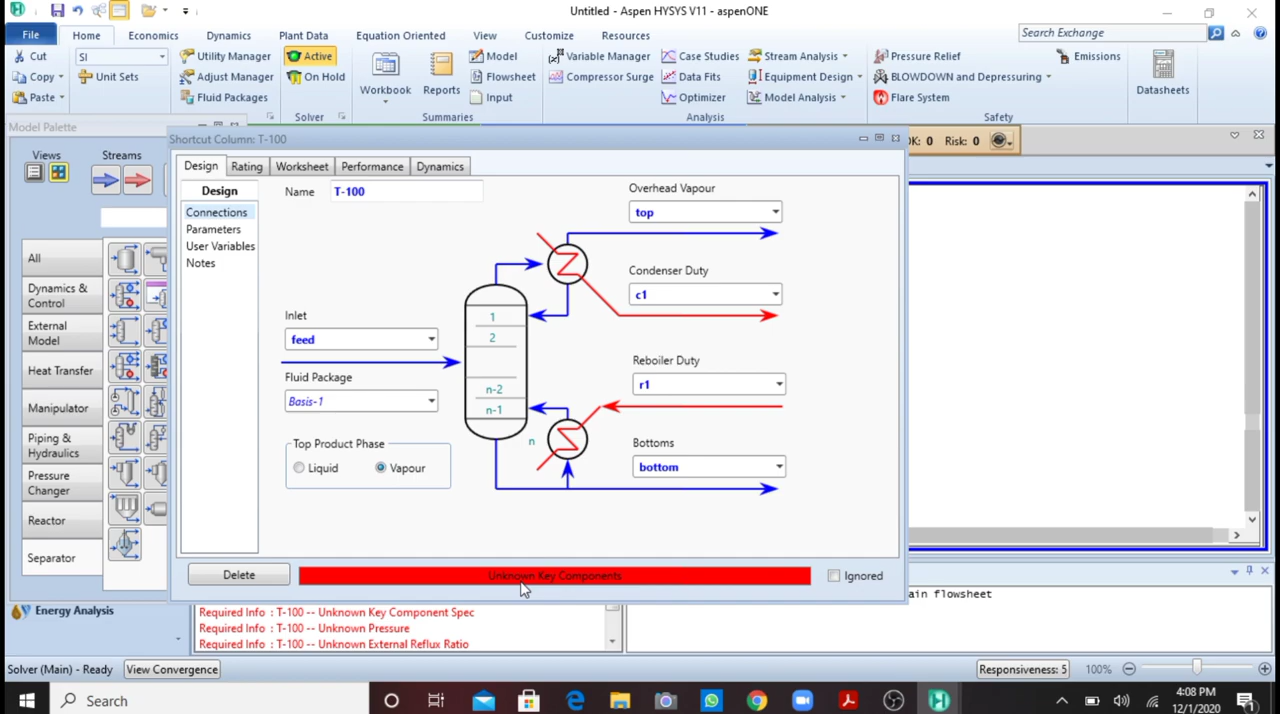 Untitled - Aspen HYSYS V11 - aspenONE
File Home Economics Dynamics Plant Data Equation Oriented View Customize Resources Search Exchange
Cut SI Utility Manager Active Model Variable Manager Case Studies Stream Analysis Pressure Relief Emissions
Copy Unit Sets Adjust Manager On Hold Workbook Reports Flowsheet Compressor Surge Data Fits Equipment Design BLOWDOWN and Depressuring Datasheets
Paste Fluid Packages Input Optimizer Model Analysis Flare System
Solver Summaries Analysis Safety
Model Palette
Shortcut Column: T-100
OK: 0 Risk: 0
Views Streams
Design Rating Worksheet Performance Dynamics
Design
Connections
Parameters
User Variables
Notes
Name T-100
Overhead Vapour
top
Condenser Duty
c1
Inlet
feed
1
2
Reboiler Duty
r1
Fluid Package
Basis-1
n-2
n-1
n
Top Product Phase
Liquid Vapour
Bottoms
bottom
All
Dynamics &
Control
External
Model
Heat Transfer
Manipulator
Piping &
Hydraulics
Pressure
Changer
Reactor
Separator
Delete Unknown Key Components Ignored
Energy Analysis
Required Info : T-100 -- Unknown Key Component Spec
Required Info : T-100 -- Unknown Pressure
Required Info : T-100 -- Unknown External Reflux Ratio
ain flowsheet
Solver (Main) - Ready View Convergence Responsiveness: 5 100%
Search
4:08 PM
12/1/2020
1